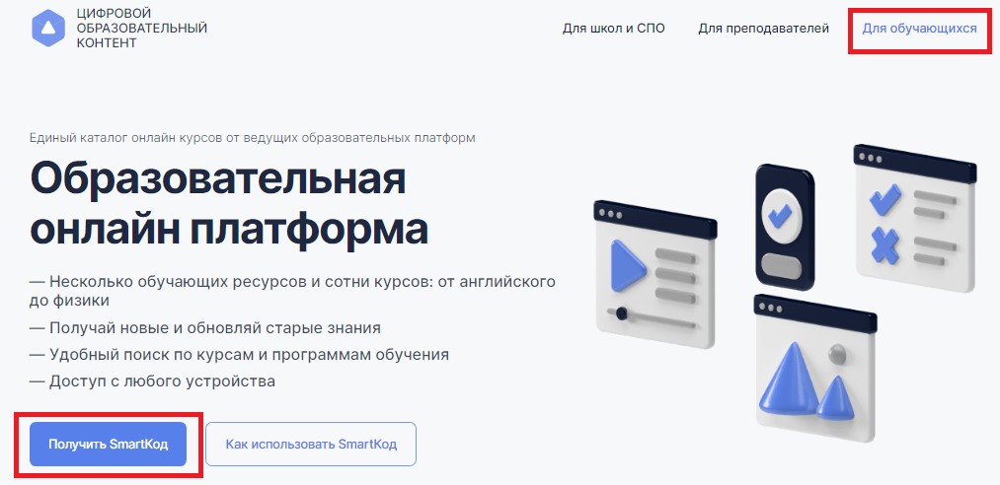 ЦИФРОВОЙ
ОБРАЗОВАТЕЛЬНЫЙ
КОНТЕНТ
Для школ и СПО
Для преподавателей
Для обучающихся
Единый каталог онлайн курсов от ведущих образовательных платформ
Образовательная
онлайн платформа
— Несколько обучающих ресурсов и сотни курсов: от английского
до физики
— Получай новые и обновляй старые знания
— Удобный поиск по курсам и программам обучения
— Доступ с любого устройства
Получить SmartКод
Как использовать SmartКод